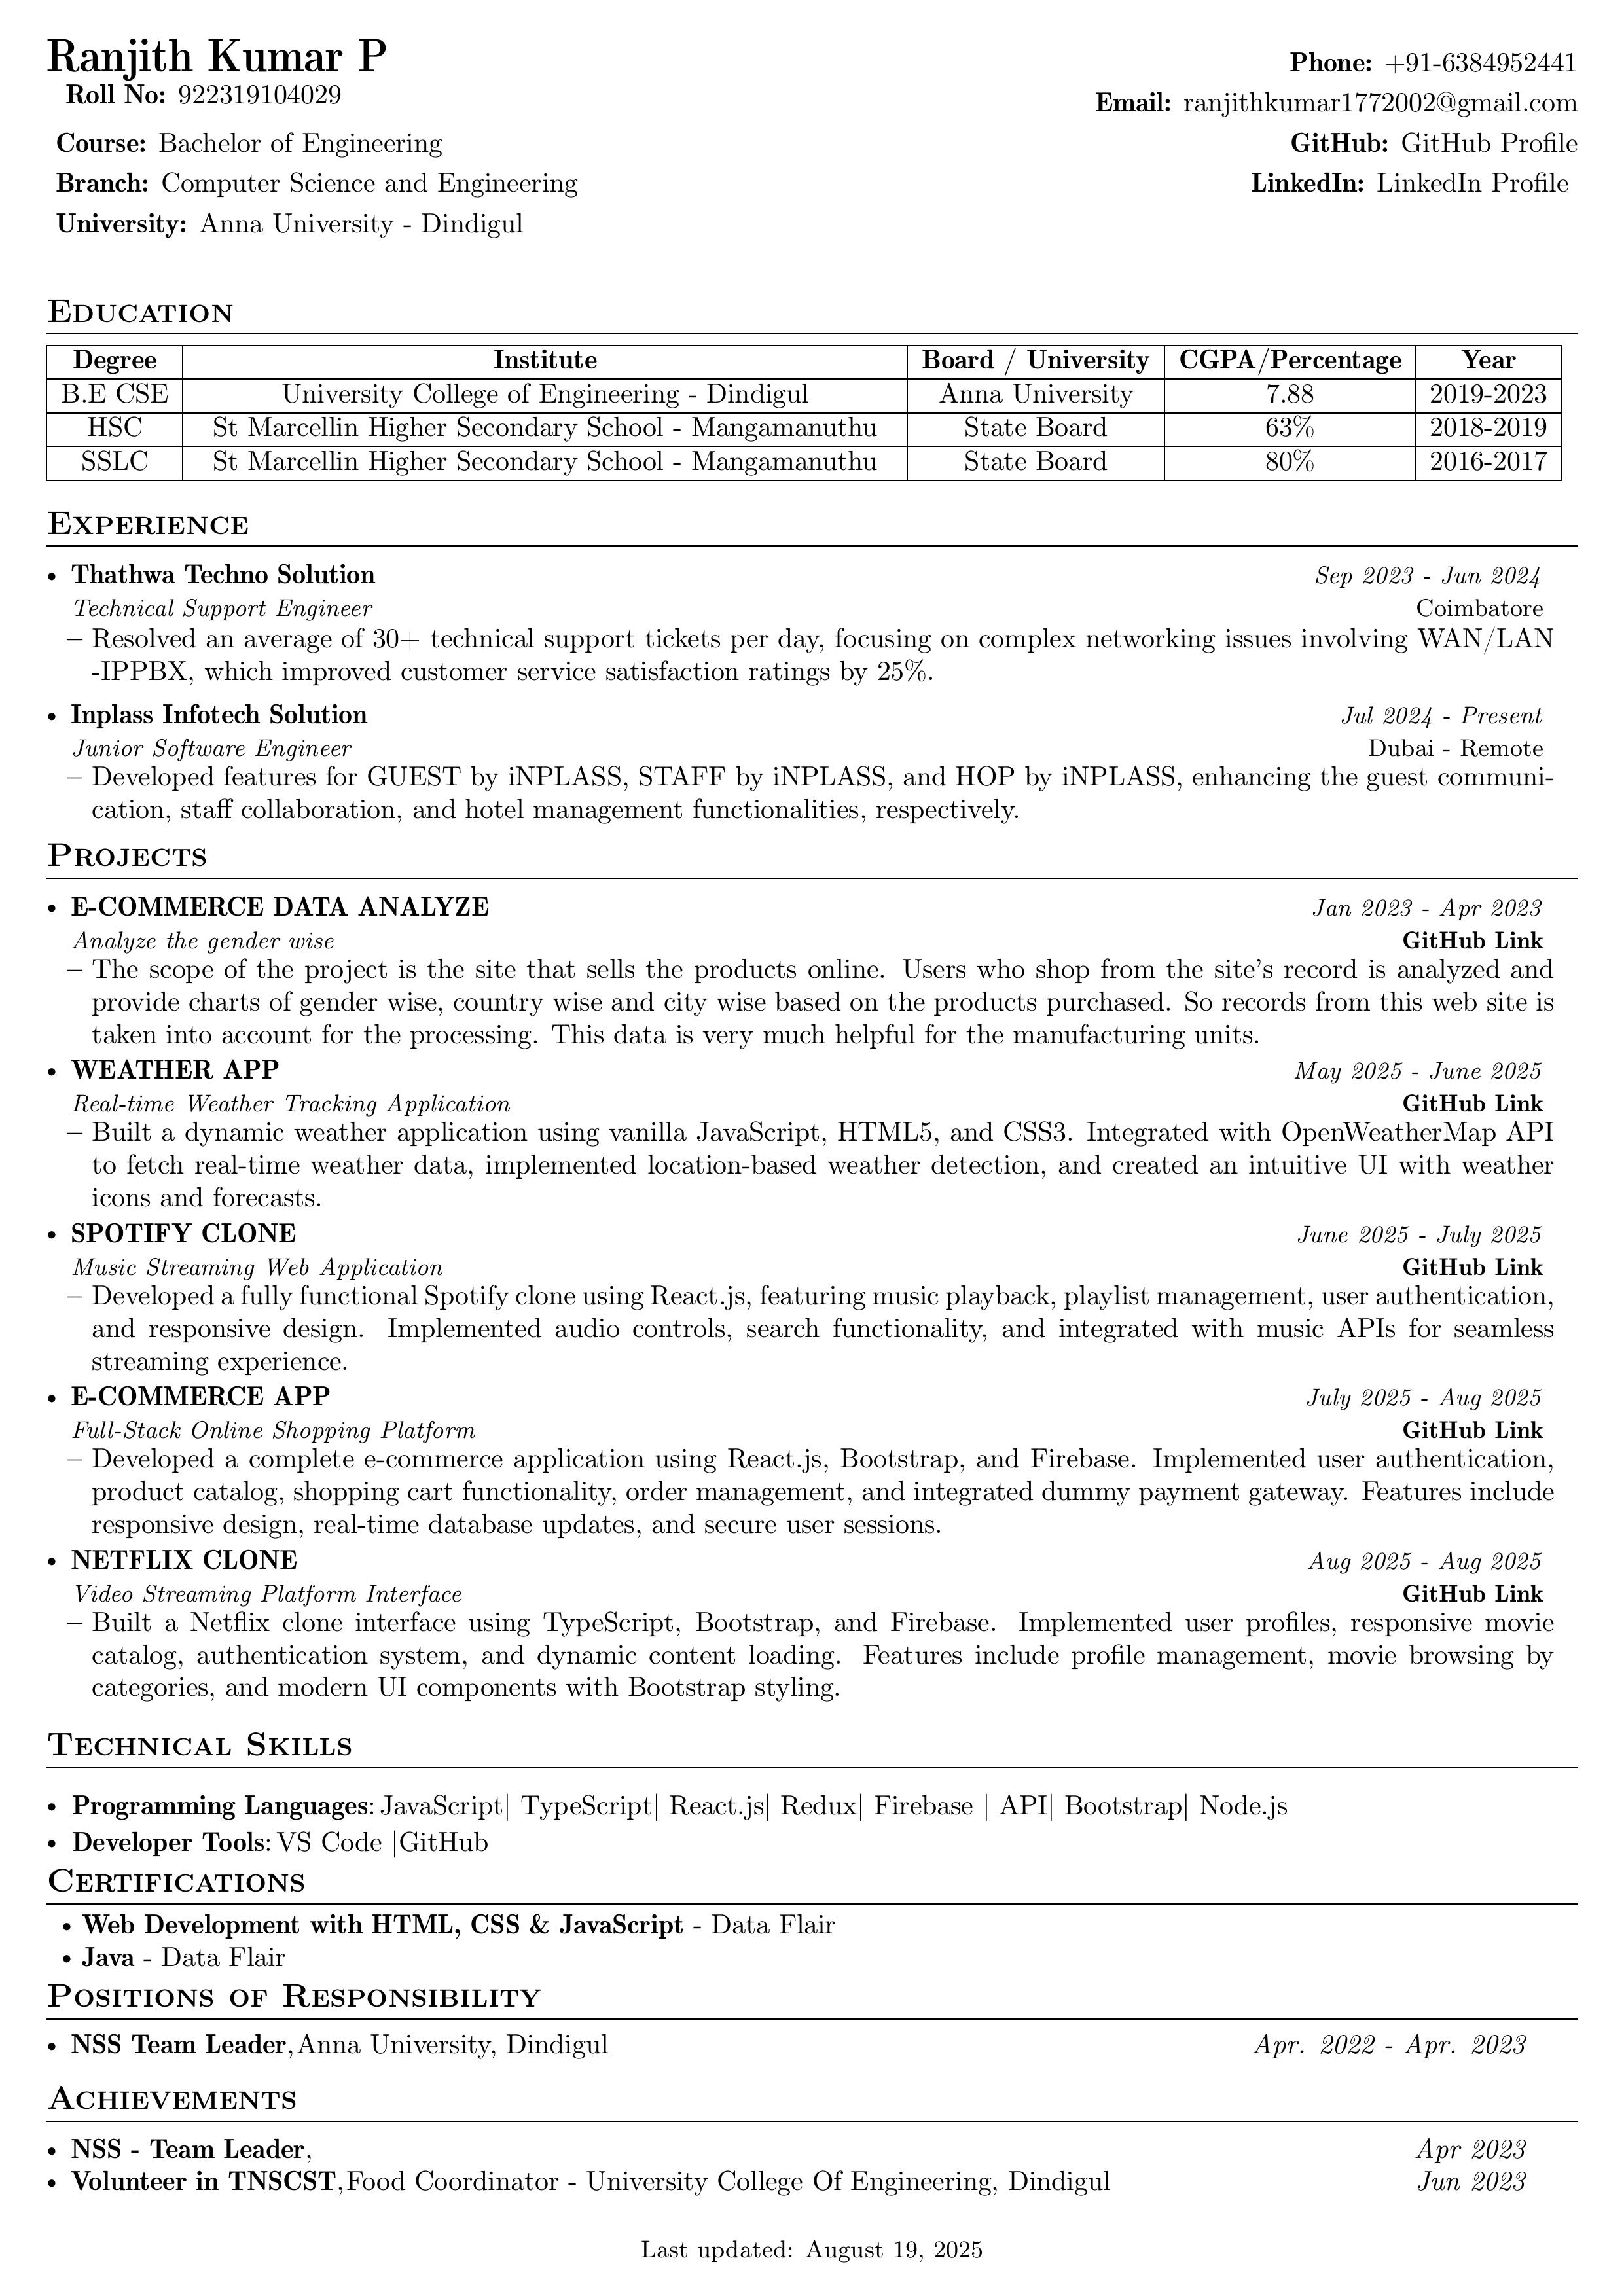 Ranjith Kumar P
Roll No: 922319104029
Course: Bachelor of Engineering
Branch: Computer Science and Engineering
University: Anna University - Dindigul
Phone: +91-6384952441
Email: ranjithkumar1772002@gmail.com
GitHub: GitHub Profile
LinkedIn: LinkedIn Profile
Education
Degree Institute Board / University CGPA/Percentage Year
B.E CSE University College of Engineering - Dindigul Anna University 7.88 2019-2023
HSC St Marcellin Higher Secondary School - Mangamanuthu State Board 63% 2018-2019
SSLC St Marcellin Higher Secondary School - Mangamanuthu State Board 80% 2016-2017
Experience
• Thathwa Techno Solution Sep 2023 - Jun 2024
Technical Support Engineer Coimbatore
– Resolved an average of 30+ technical support tickets per day, focusing on complex networking issues involving WAN/LAN
-IPPBX, which improved customer service satisfaction ratings by 25%.
• Inplass Infotech Solution Jul 2024 - Present
Junior Software Engineer Dubai - Remote
– Developed features for GUEST by iNPLASS, STAFF by iNPLASS, and HOP by iNPLASS, enhancing the guest communi-
cation, staff collaboration, and hotel management functionalities, respectively.
Projects
• E-COMMERCE DATA ANALYZE Jan 2023 - Apr 2023
Analyze the gender wise GitHub Link
– The scope of the project is the site that sells the products online. Users who shop from the site's record is analyzed and
provide charts of gender wise, country wise and city wise based on the products purchased. So records from this web site is
taken into account for the processing. This data is very much helpful for the manufacturing units.
• WEATHER APP May 2025 - June 2025
Real-time Weather Tracking Application GitHub Link
– Built a dynamic weather application using vanilla JavaScript, HTML5, and CSS3. Integrated with OpenWeatherMap API
to fetch real-time weather data, implemented location-based weather detection, and created an intuitive UI with weather
icons and forecasts.
• SPOTIFY CLONE June 2025 - July 2025
Music Streaming Web Application GitHub Link
– Developed a fully functional Spotify clone using React.js, featuring music playback, playlist management, user authentication,
and responsive design. Implemented audio controls, search functionality, and integrated with music APIs for seamless
streaming experience.
• E-COMMERCE APP July 2025 - Aug 2025
Full-Stack Online Shopping Platform GitHub Link
– Developed a complete e-commerce application using React.js, Bootstrap, and Firebase. Implemented user authentication,
product catalog, shopping cart functionality, order management, and integrated dummy payment gateway. Features include
responsive design, real-time database updates, and secure user sessions.
• NETFLIX CLONE Aug 2025 - Aug 2025
Video Streaming Platform Interface GitHub Link
– Built a Netflix clone interface using TypeScript, Bootstrap, and Firebase. Implemented user profiles, responsive movie
catalog, authentication system, and dynamic content loading. Features include profile management, movie browsing by
categories, and modern UI components with Bootstrap styling.
Technical Skills
• Programming Languages: JavaScript| TypeScript| React.js| Redux| Firebase | API| Bootstrap| Node.js
• Developer Tools: VS Code |GitHub
Certifications
• Web Development with HTML, CSS & JavaScript - Data Flair
• Java - Data Flair
Positions of Responsibility
• NSS Team Leader, Anna University, Dindigul Apr. 2022 - Apr. 2023
Achievements
• NSS - Team Leader, Apr 2023
• Volunteer in TNSCST, Food Coordinator - University College Of Engineering, Dindigul Jun 2023
Last updated: August 19, 2025